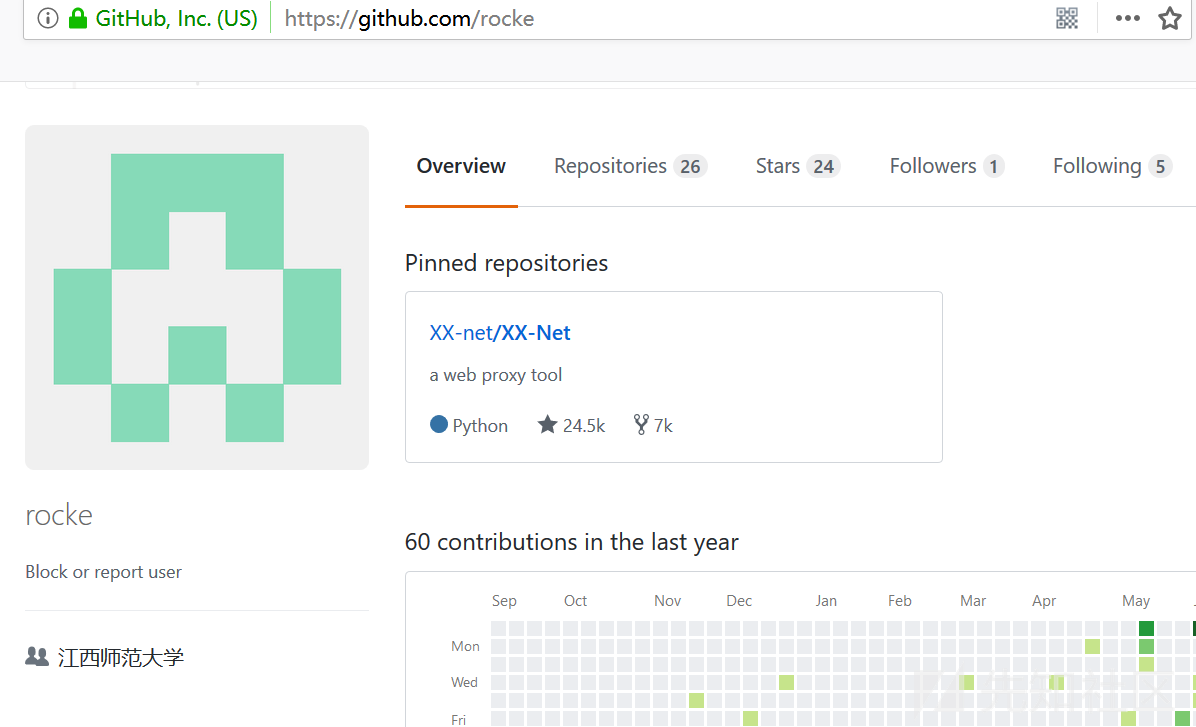 GitHub, Inc. (US) https://github.com/rocke
Overview Repositories 26 Stars 24 Followers 1 Following 5
Pinned repositories
XX-net/XX-Net
a web proxy tool
Python 24.5k 7k
rocke
Block or report user
江西师范大学
60 contributions in the last year
Sep Oct Nov Dec Jan Feb Mar Apr May
Mon
Wed
Fri